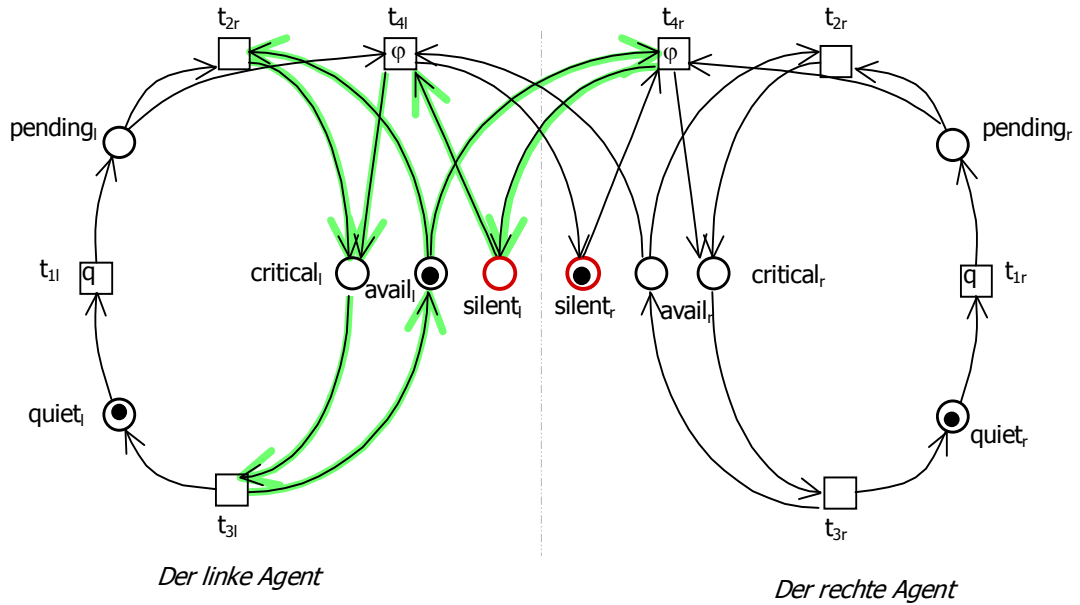 t2r t4l t4r t2r
φ φ
pendingl pendingr
t1l q q t1r
criticall availl silentl silentr availr criticalr
quietl quietr
t3l t3r
Der linke Agent Der rechte Agent